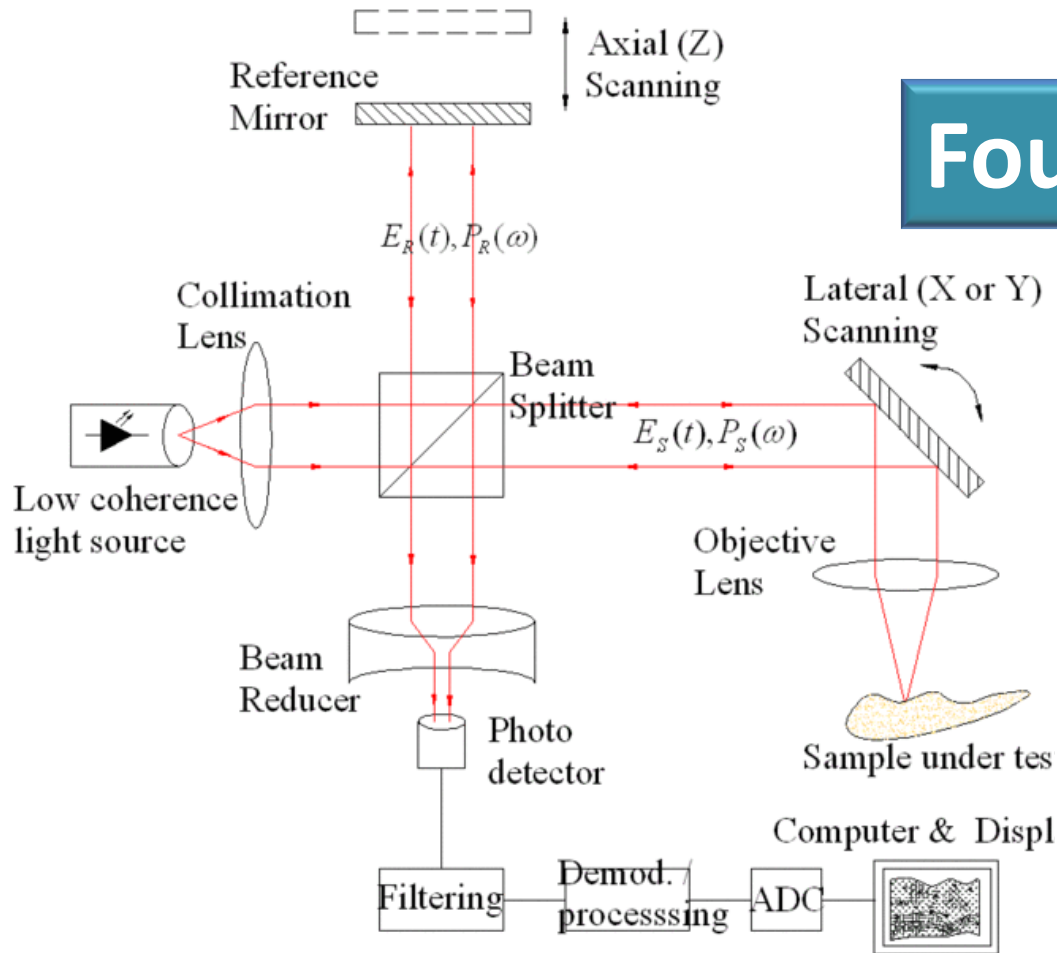 Axial (Z)
Scanning
Reference
Mirror
Fou
E_R(t), P_R(ω)
Collimation
Lens
Lateral (X or Y)
Scanning
Beam
Splitter
E_S(t), P_S(ω)
Low coherence
light source
Objective
Lens
Beam
Reducer
Photo
detector
Sample under tes
Computer & Displ
Filtering
Demod. /
processsing
ADC